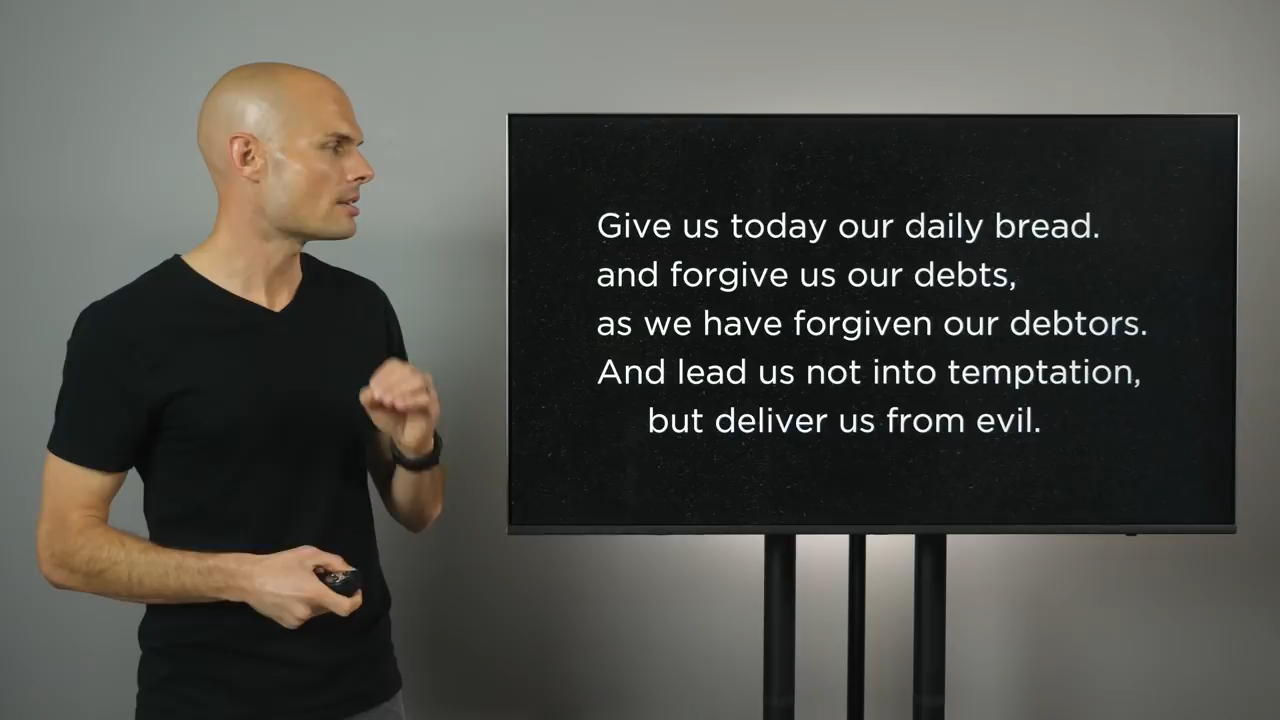 Give us today our daily bread.
and forgive us our debts,
as we have forgiven our debtors.
And lead us not into temptation,
but deliver us from evil.